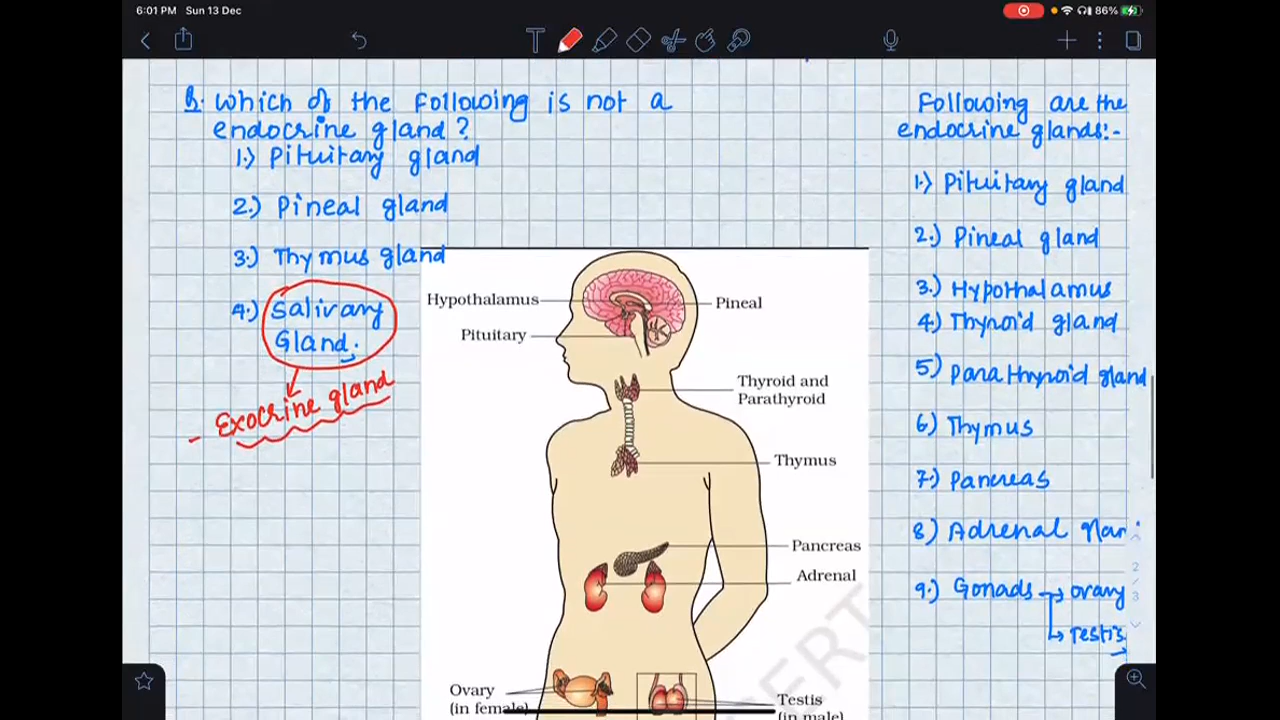 6:01 PM Sun 13 Dec
86%
Q. Which of the following is not a
endocrine gland?
1.) Pituitary gland
2.) Pineal gland
3.) Thymus gland
4.) Salivary
Gland.
- Exocrine gland
Hypothalamus
Pineal
Pituitary
Thyroid and
Parathyroid
Thymus
Pancreas
Adrenal
Ovary
(in female)
Testis
(in male)
Following are the
endocrine glands:-
1.) Pituitary gland
2.) Pineal gland
3.) Hypothalamus
4.) Thyroid gland
5) Parathyroid gland
6.) Thymus
7.) Pancreas
8.) Adrenal
9.) Gonads → ovary
→ Testis
2
/
3